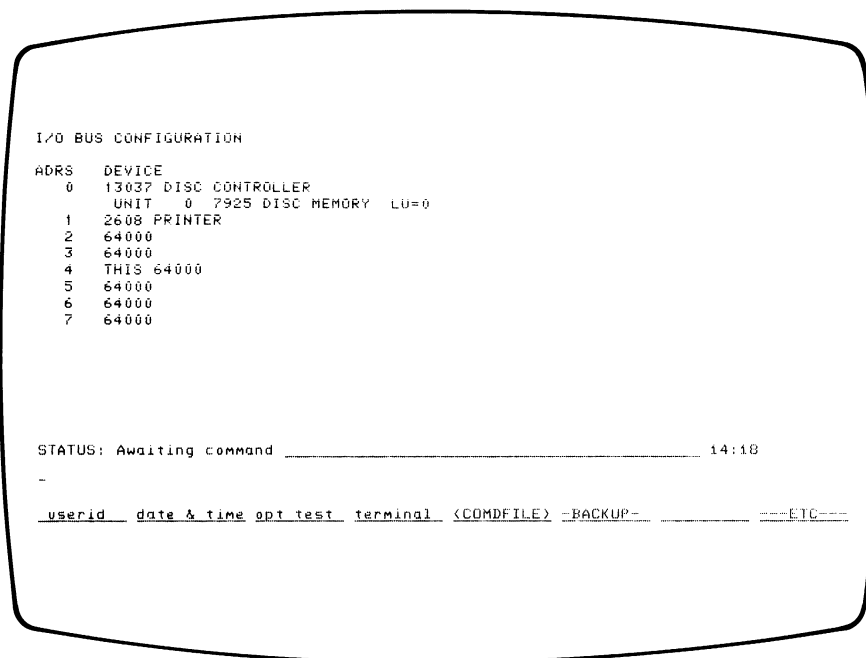 I/O BUS CONFIGURATION
ADRS DEVICE
0 13037 DISC CONTROLLER
UNIT 0 7925 DISC MEMORY LU=0
1 2608 PRINTER
2 64000
3 64000
4 THIS 64000
5 64000
6 64000
7 64000
STATUS: Awaiting command 14:18
userid date & time opt test terminal <COMDFILE> -BACKUP- ---ETC---